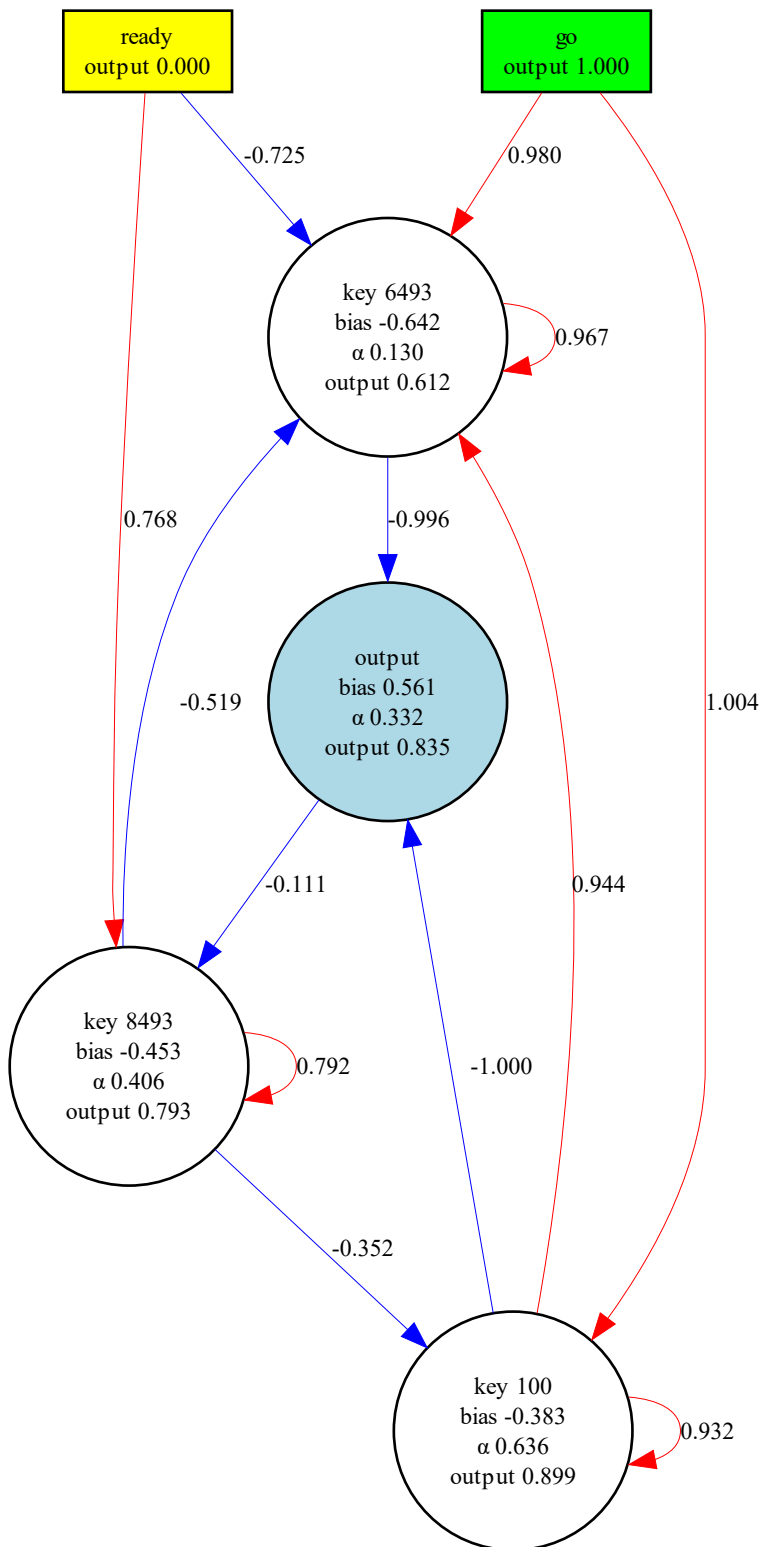 ready
output 0.000
go
output 1.000
-0.725
0.980
key 6493
bias -0.642
α 0.130
output 0.612
0.967
0.768
-0.996
-0.519
output
bias 0.561
α 0.332
output 0.835
1.004
-0.111
0.944
key 8493
bias -0.453
α 0.406
output 0.793
0.792
-1.000
-0.352
key 100
bias -0.383
α 0.636
output 0.899
0.932